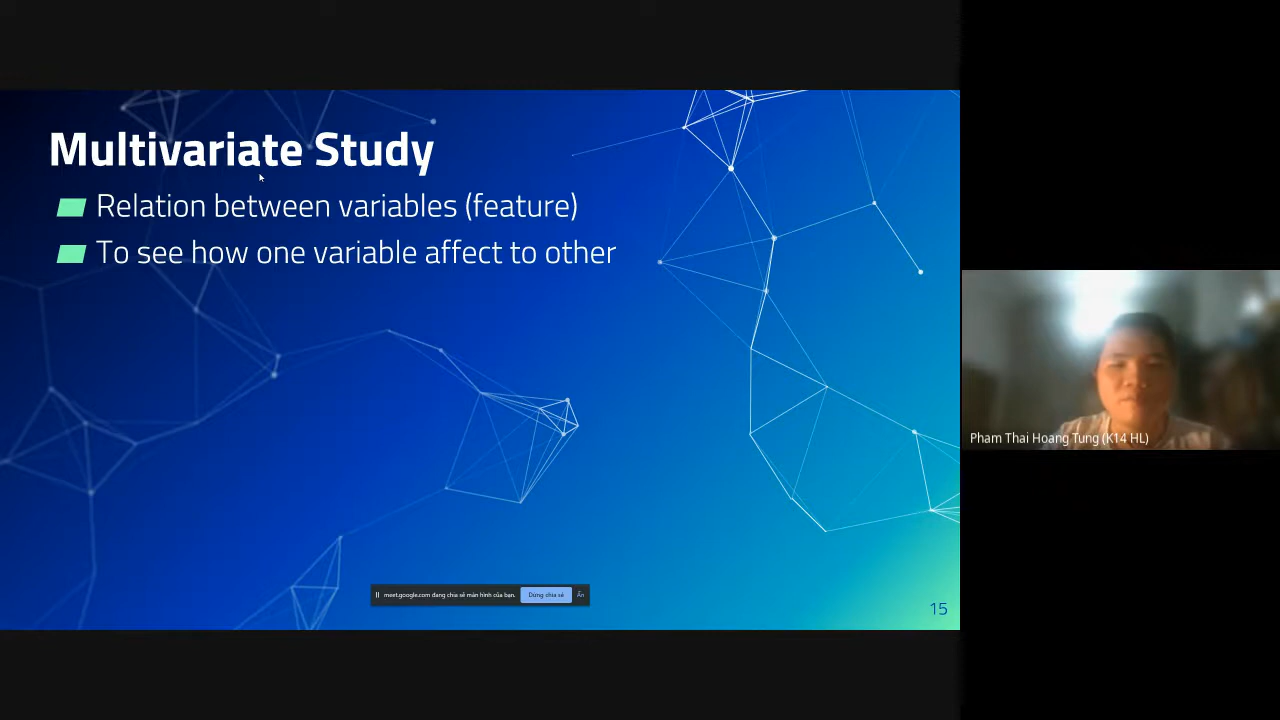 Multivariate Study
Relation between variables (feature)
To see how one variable affect to other
meet.google.com đang chia sẻ màn hình của bạn.
Dừng chia sẻ
Ẩn
15
Pham Thai Hoang Tung (K14 HL)